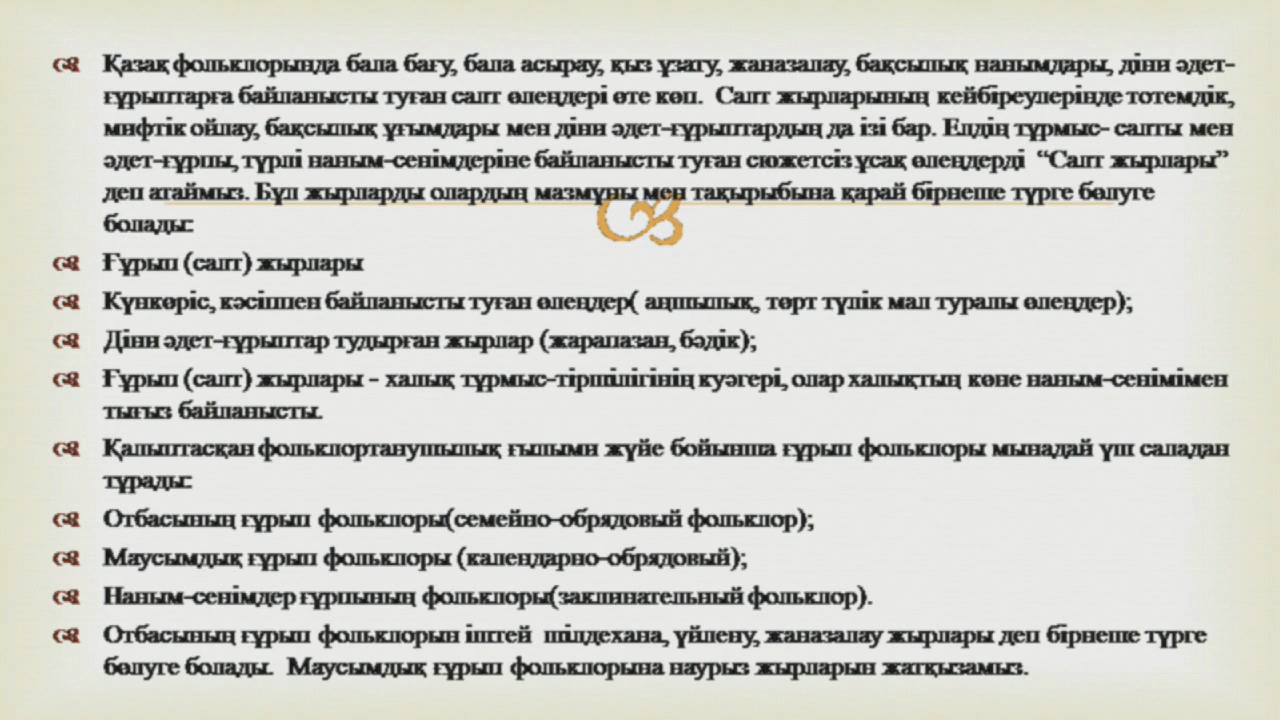 Қазақ фольклорында бала бағу, бала асырау, қыз ұзату, жаназалау, бақсылық нанымдары, діни әдет-
ғұрыптарға байланысты туған салт өлеңдері өте көп. Салт жырларының кейбіреулерінде тотемдік,
мифтік ойлау, бақсылық ұғымдары мен діни әдет-ғұрыптардың да ізі бар. Елдің тұрмыс- салты мен
әдет-ғұрпы, түрлі наным-сенімдеріне байланысты туған сюжетсіз ұсақ өлеңдерді “Салт жырлары”
деп атаймыз. Бұл жырларды олардың мазмұны мен тақырыбына қарай бірнеше түрге бөлуге
болады:
Ғұрып (салт) жырлары
Күнкөріс, кәсіппен байланысты туған өлеңдер( аңшылық, төрт түлік мал туралы өлеңдер);
Діни әдет-ғұрыптар тудырған жырлар (жарапазан, бәдік);
Ғұрып (салт) жырлары - халық тұрмыс-тіршілігінің куәгері, олар халықтың көне наным-сенімімен
тығыз байланысты.
Қалыптасқан фольклортанушылық ғылыми жүйе бойынша ғұрып фольклоры мынадай үш саладан
тұрады:
Отбасының ғұрып фольклоры(семейно-обрядовый фольклор);
Маусымдық ғұрып фольклоры (календарно-обрядовый);
Наным-сенімдер ғұрпының фольклоры(заклинательный фольклор).
Отбасының ғұрып фольклорын іштей шілдехана, үйлену, жаназалау жырлары деп бірнеше түрге
бөлуге болады. Маусымдық ғұрып фольклорына наурыз жырларын жатқызамыз.